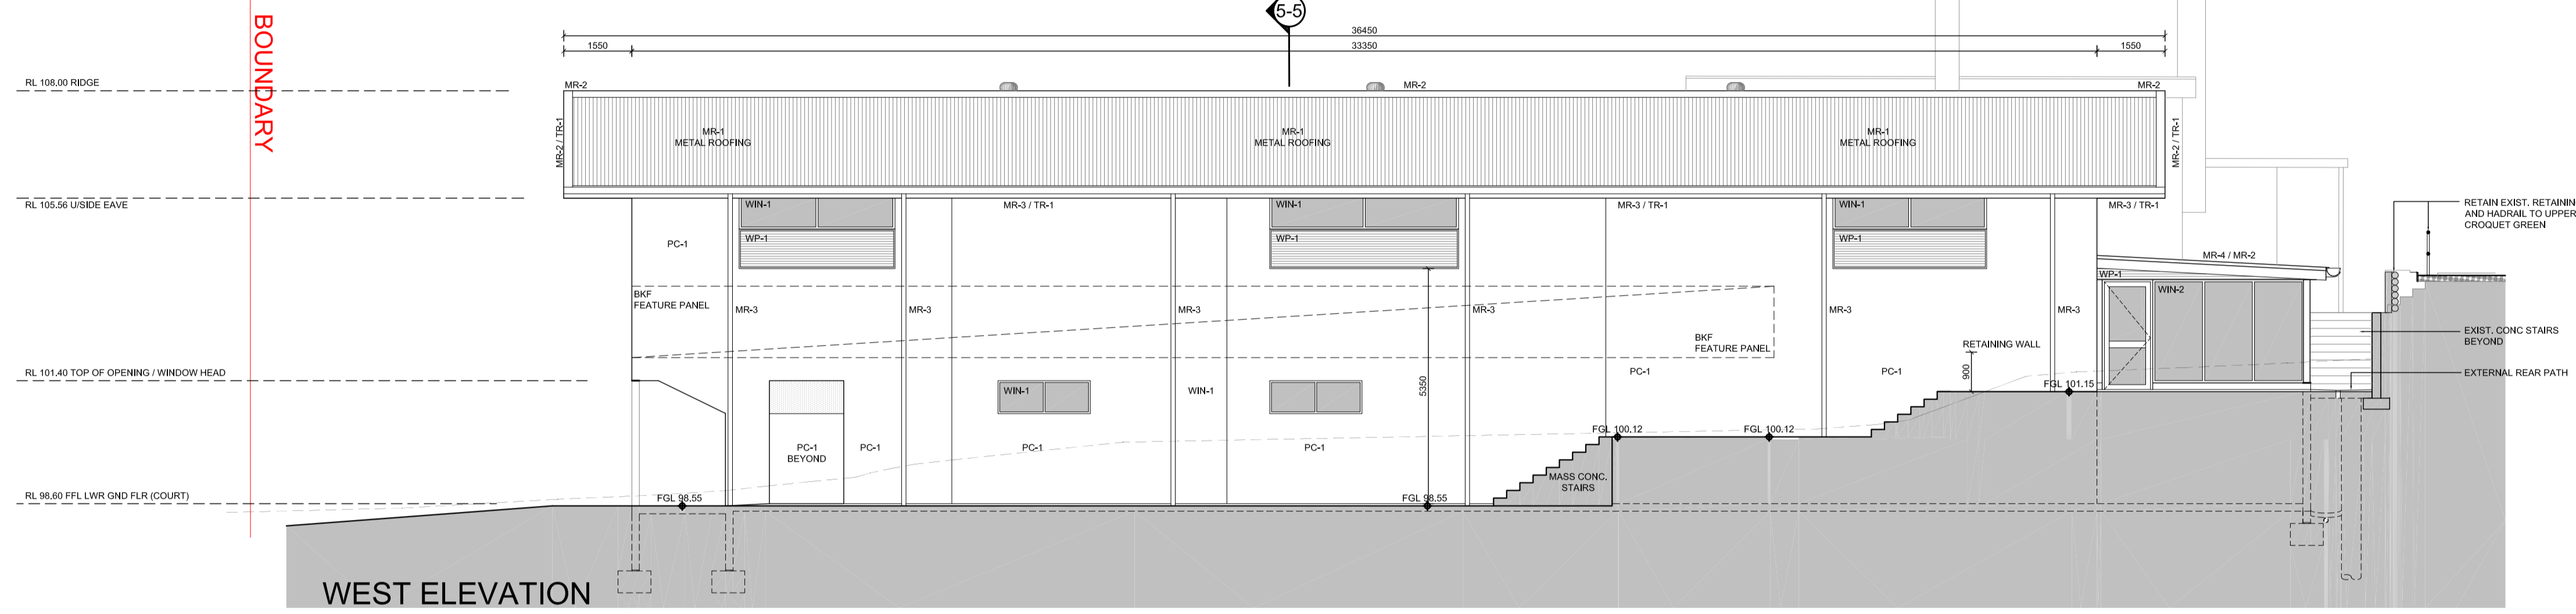 BOUNDARY
5-5
36450
1550
33350
1550
RL 108.00 RIDGE
MR-2
MR-2
MR-2
MR-2 / TR-1
MR-1
METAL ROOFING
MR-1
METAL ROOFING
MR-1
METAL ROOFING
MR-2 / TR-1
RL 105.56 U/SIDE EAVE
WIN-1
MR-3 / TR-1
WIN-1
MR-3 / TR-1
WIN-1
MR-3 / TR-1
RETAIN EXIST. RETAINING
AND HADRAIL TO UPPER
CROQUET GREEN
PC-1
WP-1
WP-1
WP-1
MR-4 / MR-2
WP-1
WIN-2
BKF
FEATURE PANEL
MR-3
MR-3
MR-3
MR-3
MR-3
MR-3
BKF
FEATURE PANEL
RETAINING WALL
EXIST. CONC STAIRS
BEYOND
RL 101.40 TOP OF OPENING / WINDOW HEAD
PC-1
PC-1
900
EXTERNAL REAR PATH
FGL 101.15
WIN-1
WIN-1
5350
FGL 100.12
FGL 100.12
PC-1
BEYOND
PC-1
PC-1
PC-1
MASS CONC.
STAIRS
RL 98.60 FFL LWR GND FLR (COURT)
FGL 98.55
FGL 98.55
WEST ELEVATION